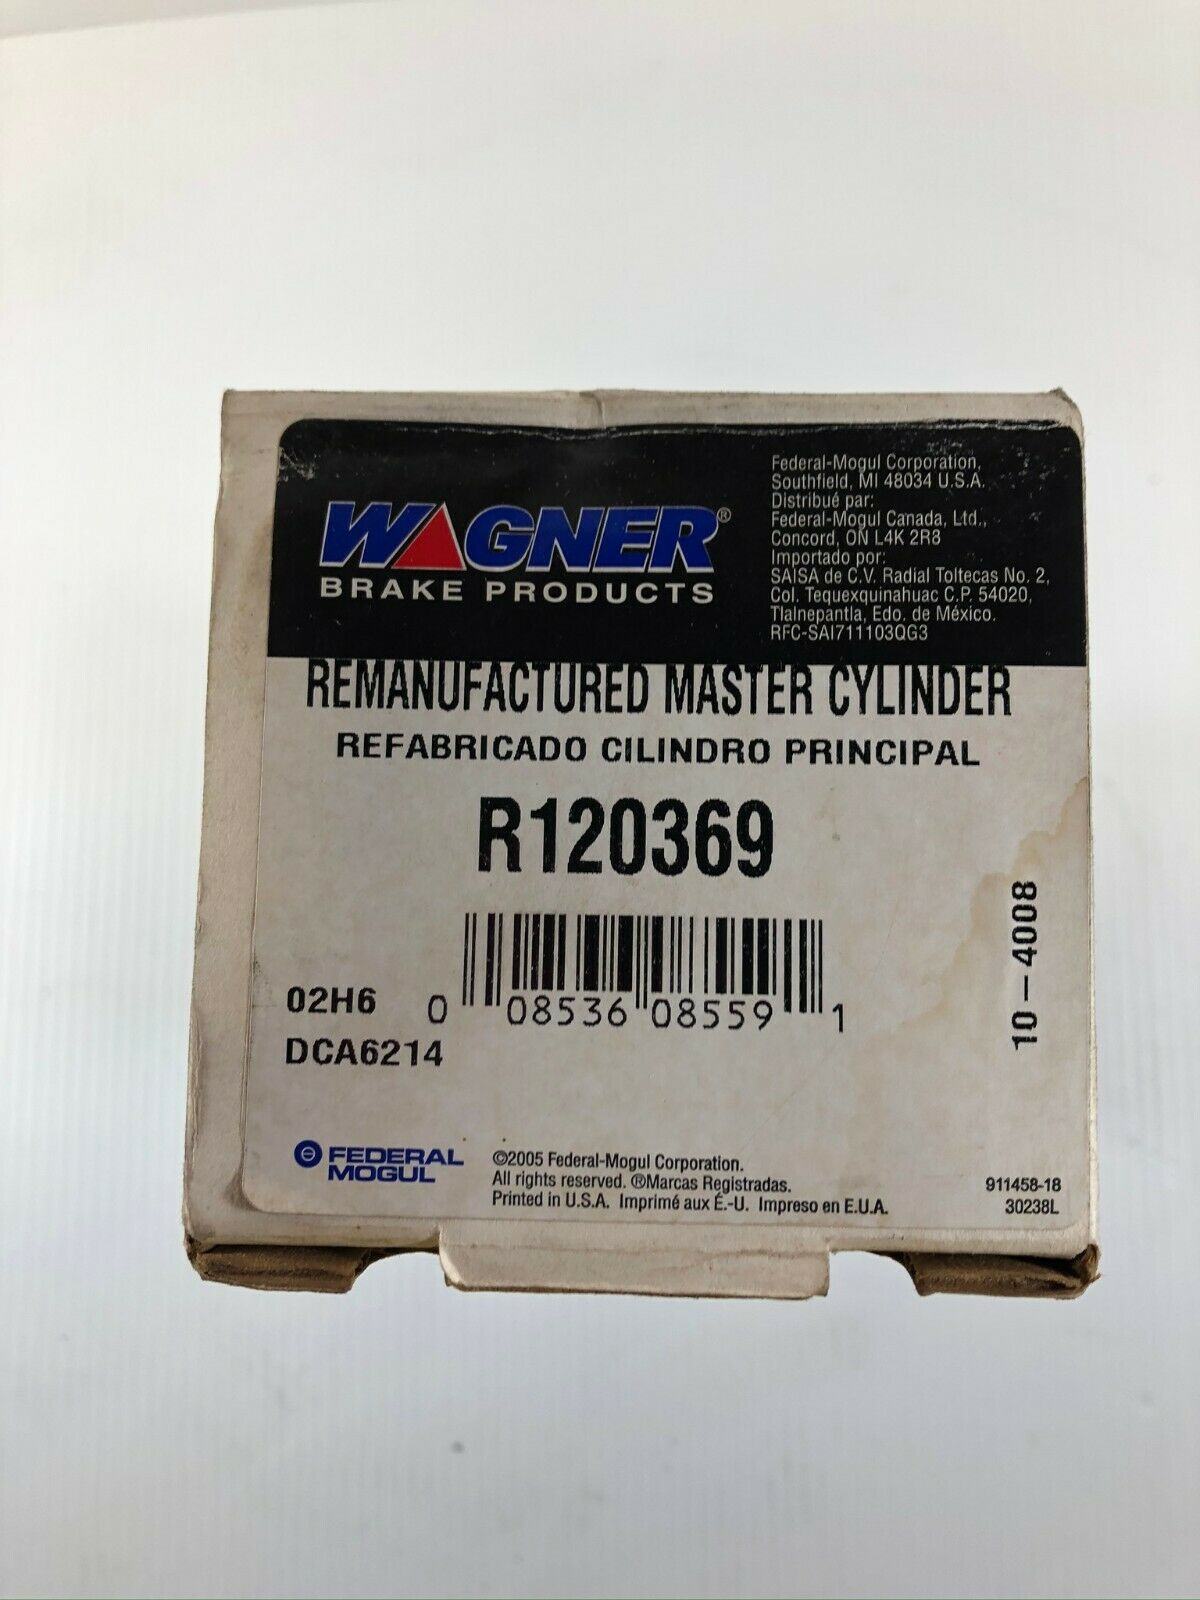 WAGNER®
BRAKE PRODUCTS
Federal-Mogul Corporation,
Southfield, MI 48034 U.S.A.
Distribué par:
Federal-Mogul Canada, Ltd.,
Concord, ON L4K 2R8
Importado por:
SAISA de C.V. Radial Toltecas No. 2,
Col. Tequexquinahuac C.P. 54020,
Tlalnepantla, Edo. de México.
RFC-SAI711103QG3
REMANUFACTURED MASTER CYLINDER
REFABRICADO CILINDRO PRINCIPAL
R120369
02H6
DCA6214
0 08536 08559 1
10-4008
FEDERAL
MOGUL
©2005 Federal-Mogul Corporation.
All rights reserved. ®Marcas Registradas.
Printed in U.S.A. Imprimé aux É.-U. Impreso en E.U.A.
911458-18
30238L